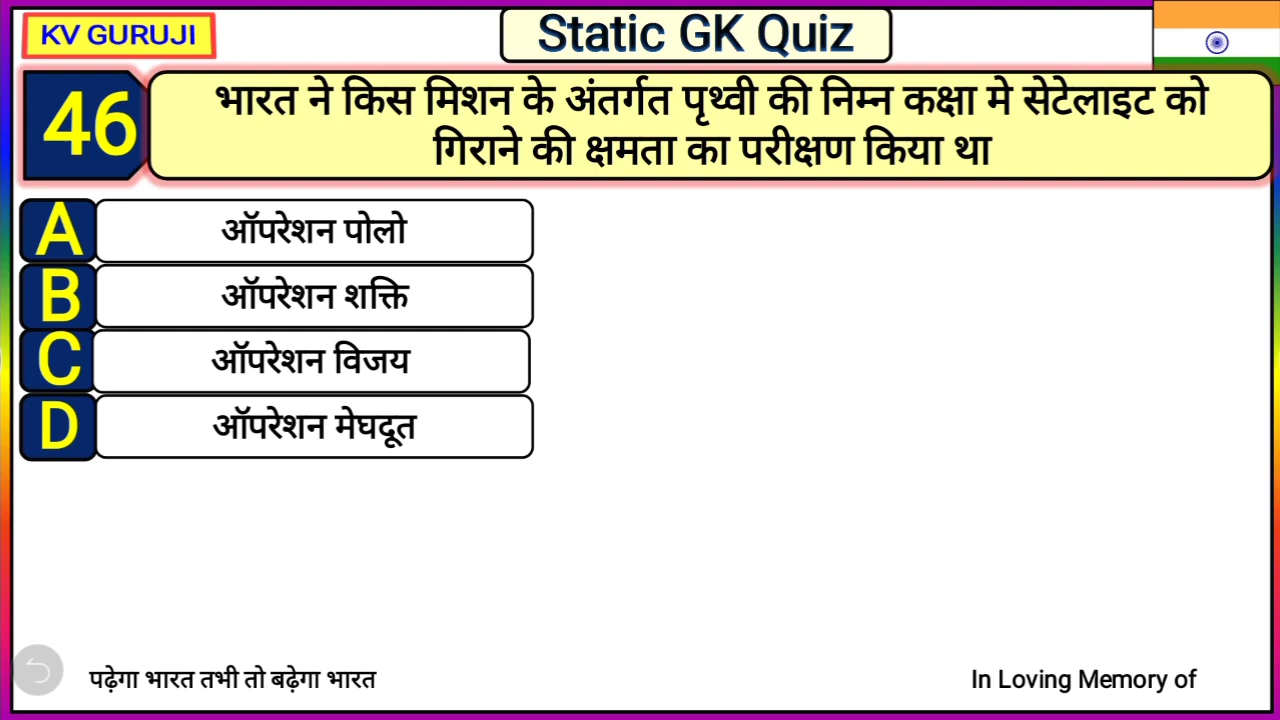 KV GURUJI
Static GK Quiz
46
भारत ने किस मिशन के अंतर्गत पृथ्वी की निम्न कक्षा मे सेटेलाइट को
गिराने की क्षमता का परीक्षण किया था
A ऑपरेशन पोलो
B ऑपरेशन शक्ति
C ऑपरेशन विजय
D ऑपरेशन मेघदूत
पढ़ेगा भारत तभी तो बढ़ेगा भारत
In Loving Memory of